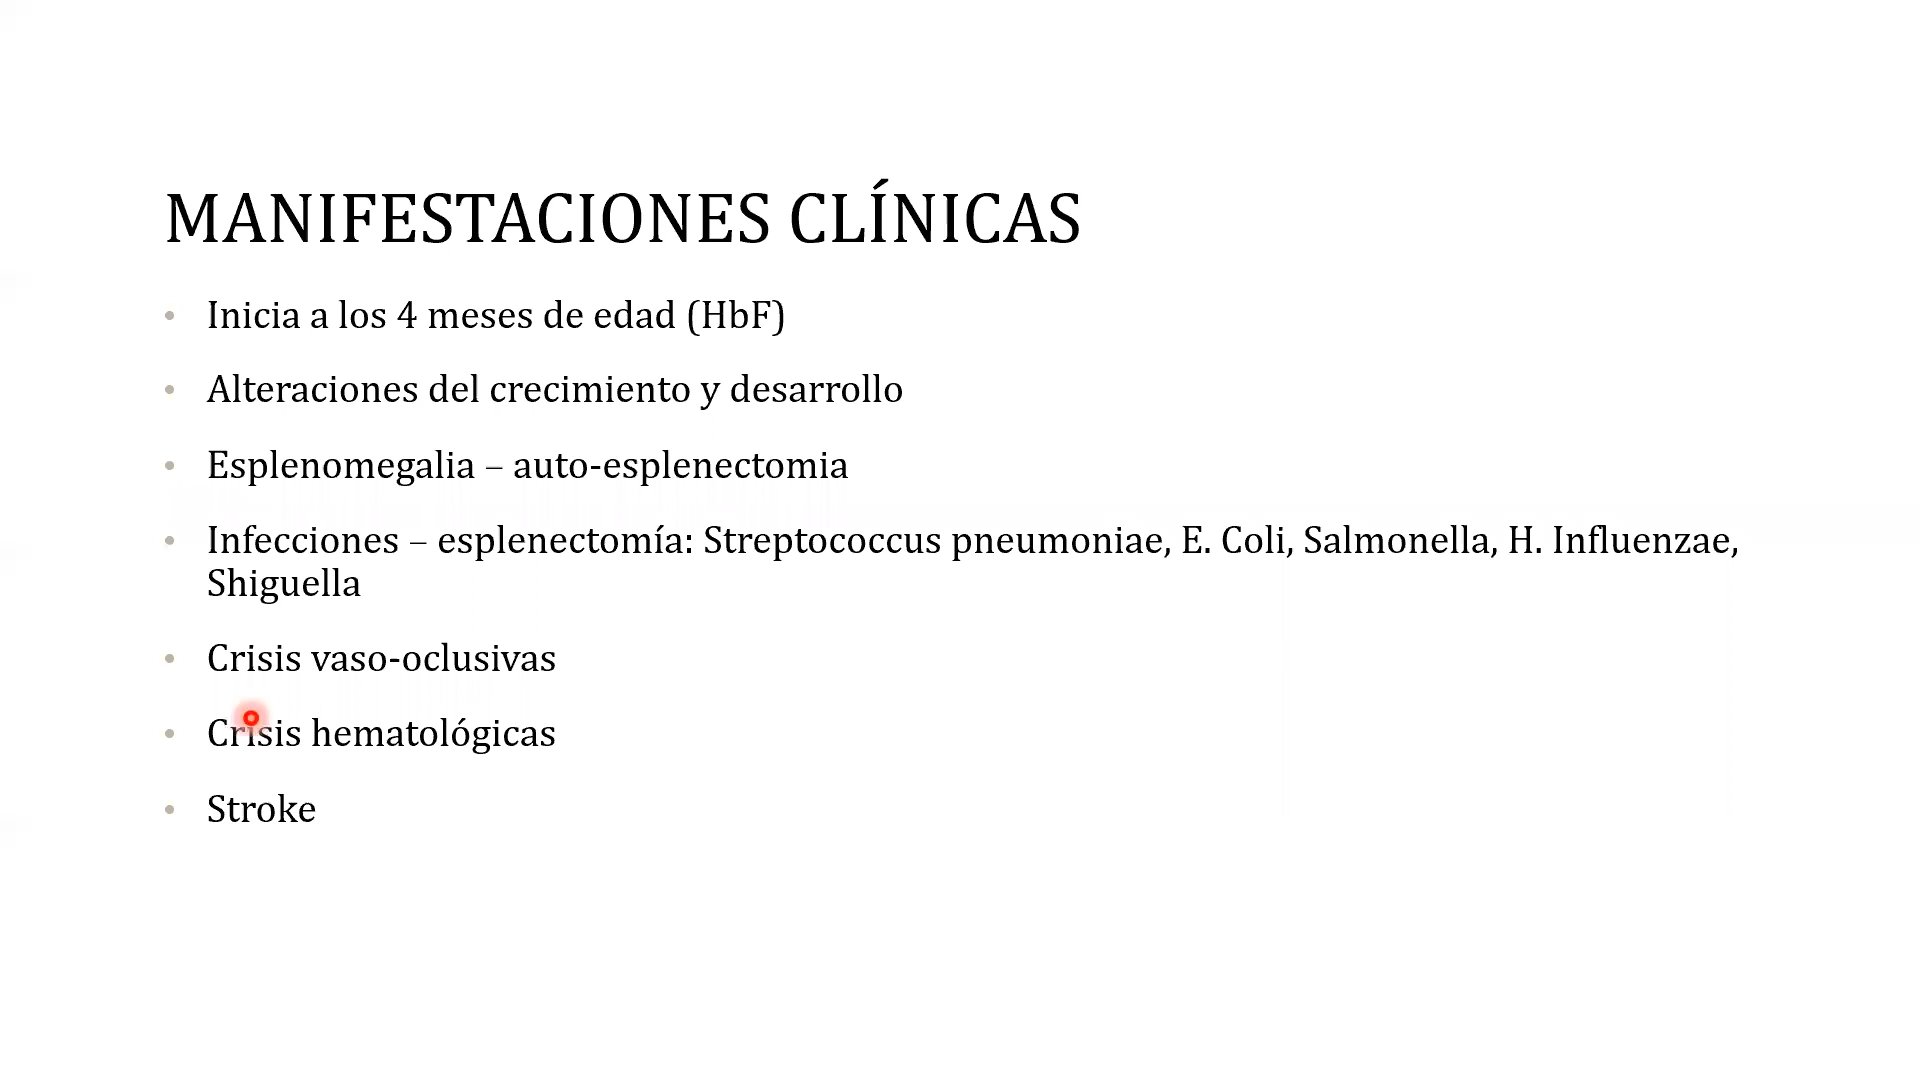 MANIFESTACIONES CLÍNICAS
• Inicia a los 4 meses de edad (HbF)
• Alteraciones del crecimiento y desarrollo
• Esplenomegalia – auto-esplenectomia
• Infecciones – esplenectomía: Streptococcus pneumoniae, E. Coli, Salmonella, H. Influenzae,
Shiguella
• Crisis vaso-oclusivas
• Crisis hematológicas
• Stroke